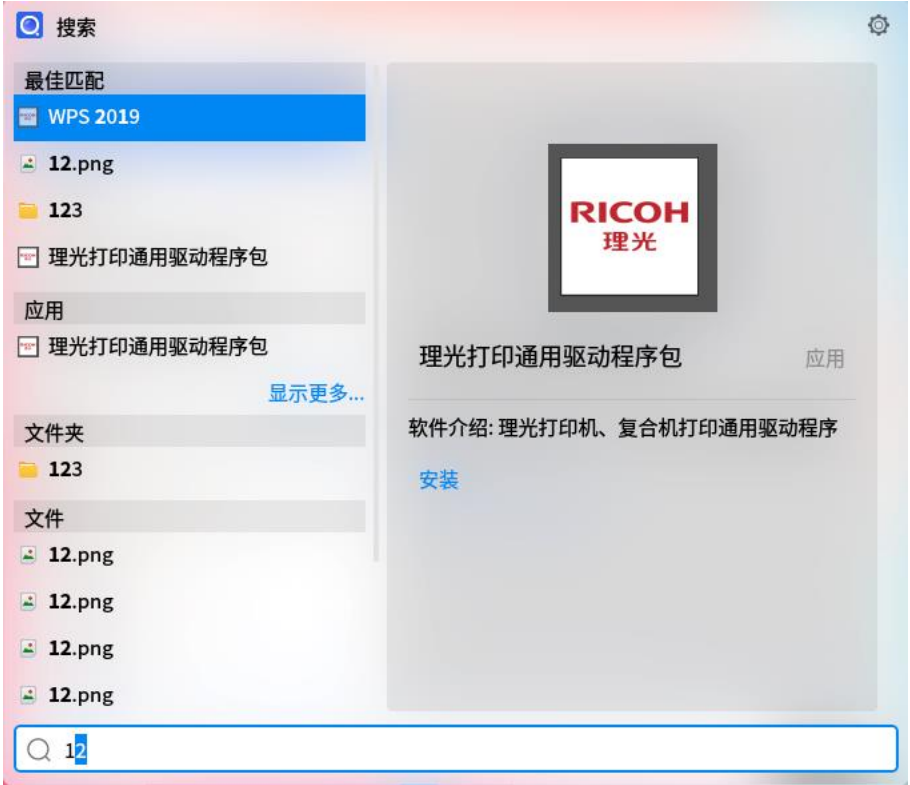 搜索
最佳匹配
WPS 2019
12.png
123
理光打印通用驱动程序包
应用
理光打印通用驱动程序包
显示更多...
文件夹
123
文件
12.png
12.png
12.png
12.png
RICOH
理光
理光打印通用驱动程序包 应用
软件介绍: 理光打印机、复合机打印通用驱动程序
安装
12